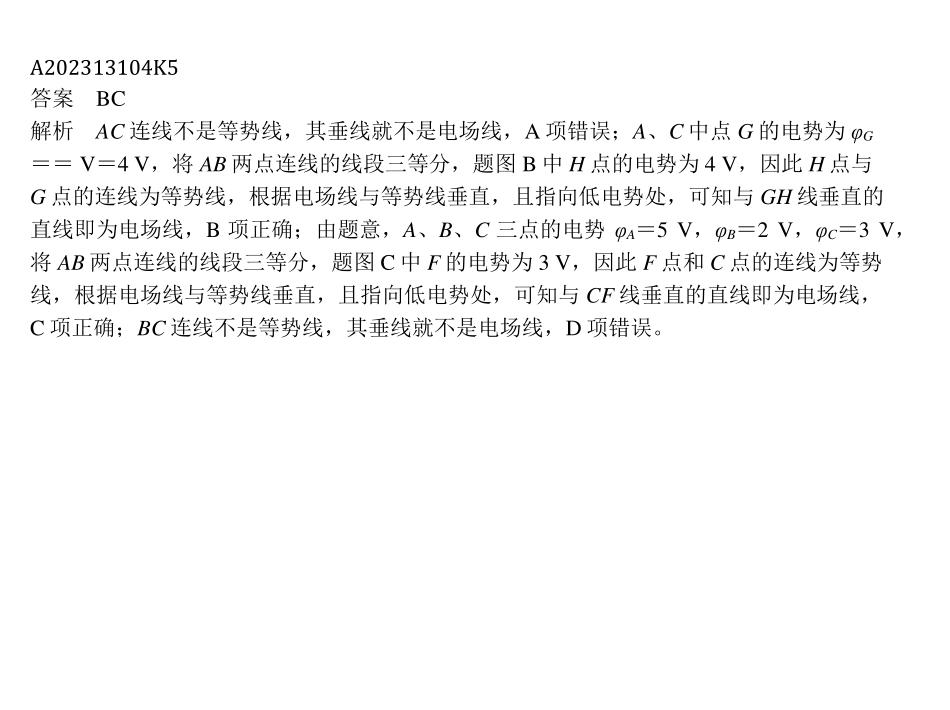 A202313104K5
答案 BC
解析 AC 连线不是等势线，其垂线就不是电场线，A 项错误；A、C 中点 G 的电势为 φG
＝＝ V＝4 V，将 AB 两点连线的线段三等分，题图 B 中 H 点的电势为 4 V，因此 H 点与
G 点的连线为等势线，根据电场线与等势线垂直，且指向低电势处，可知与 GH 线垂直的
直线即为电场线，B 项正确；由题意，A、B、C 三点的电势 φA＝5 V，φB＝2 V，φC＝3 V，
将 AB 两点连线的线段三等分，题图 C 中 F 的电势为 3 V，因此 F 点和 C 点的连线为等势
线，根据电场线与等势线垂直，且指向低电势处，可知与 CF 线垂直的直线即为电场线，
C 项正确；BC 连线不是等势线，其垂线就不是电场线，D 项错误。